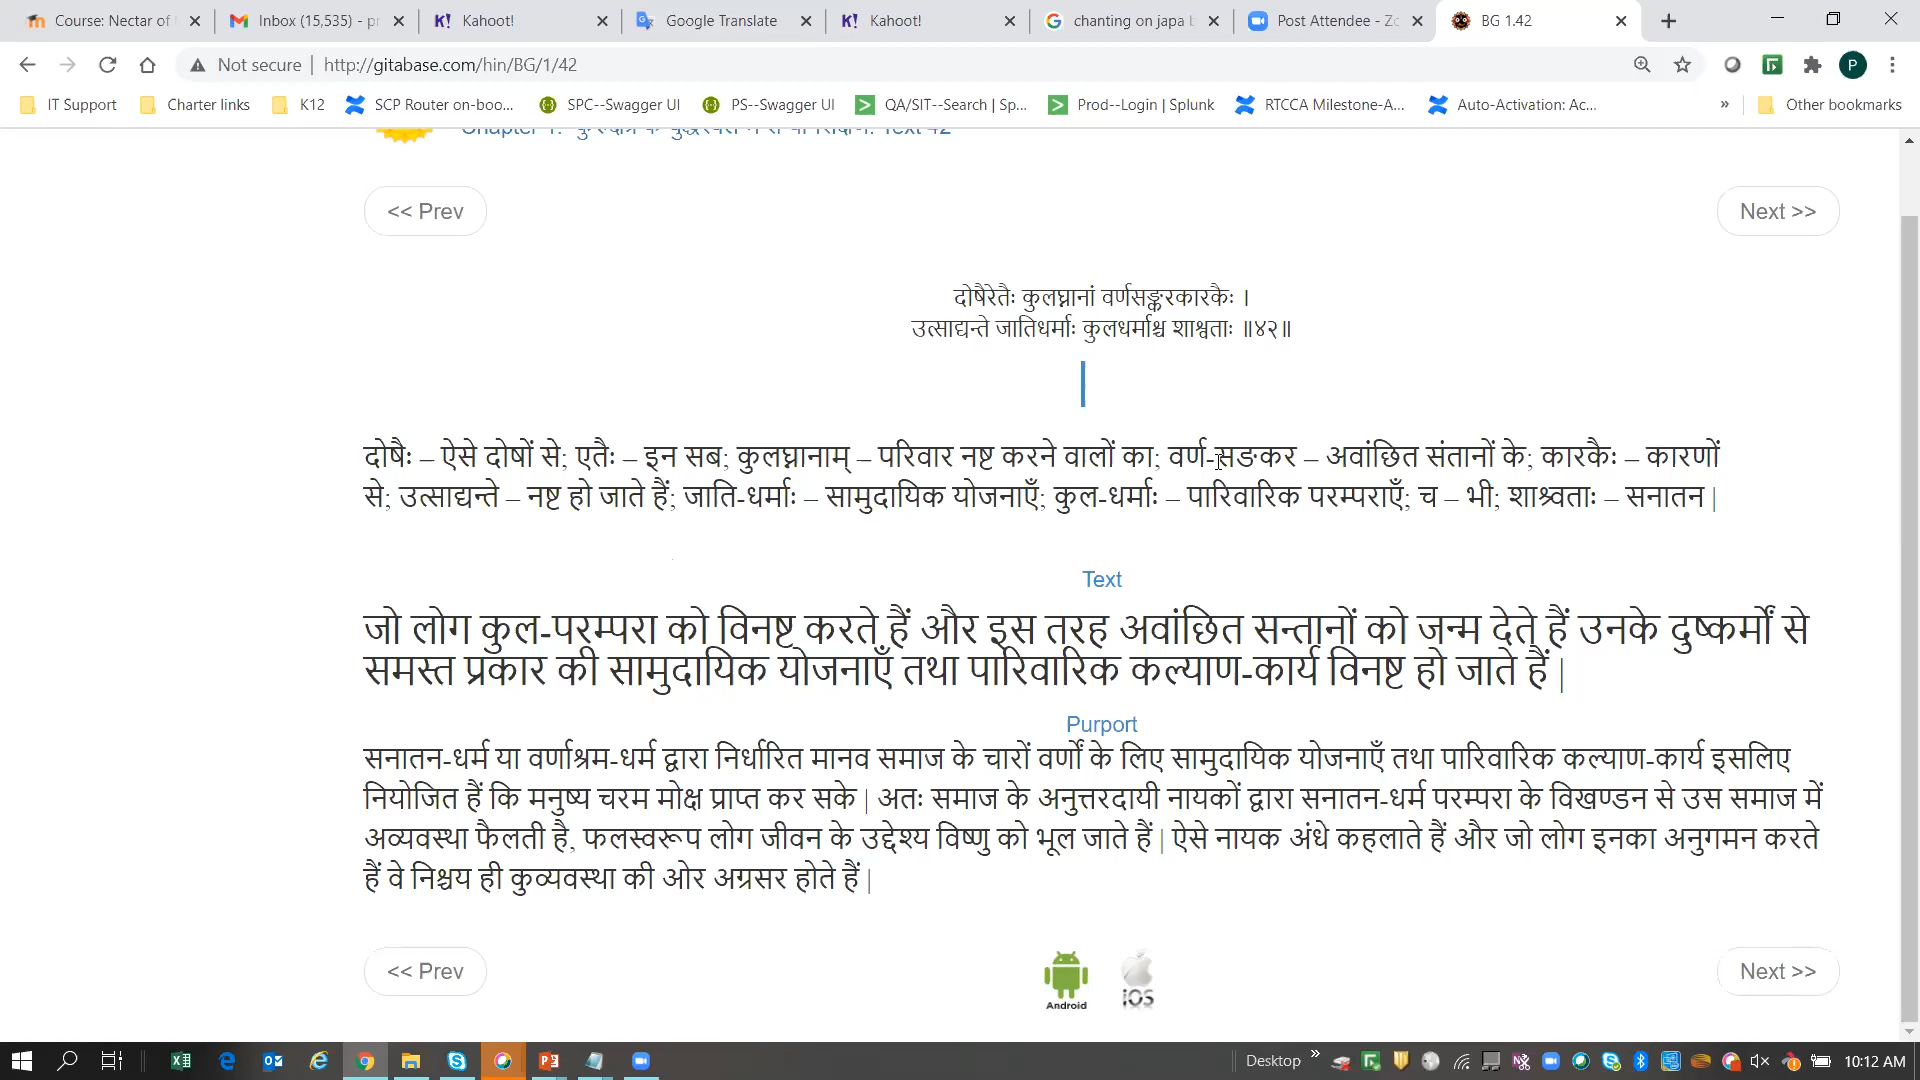 Course: Nectar of
Inbox (15,535) - pr
Kahoot!
Google Translate
Kahoot!
chanting on japa b
Post Attendee - Zo
BG 1.42
Not secure | http://gitabase.com/hin/BG/1/42
IT Support
Charter links
K12
SCP Router on-boo...
SPC--Swagger UI
PS--Swagger UI
QA/SIT--Search | Sp...
Prod--Login | Splunk
RTCCA Milestone-A...
Auto-Activation: Ac...
»
Other bookmarks
<< Prev
Next >>
दोषैरेतैः कुलघ्नानां वर्णसङ्करकारकैः ।
उत्साद्यन्ते जातिधर्माः कुलधर्माश्च शाश्वताः ॥४२॥
दोषैः – ऐसे दोषों से; एतैः – इन सब; कुलघ्नानाम् – परिवार नष्ट करने वालों का; वर्ण-सङकर – अवांछित संतानों के; कारकैः – कारणों
से; उत्साद्यन्ते – नष्ट हो जाते हैं; जाति-धर्माः – सामुदायिक योजनाएँ; कुल-धर्माः – पारिवारिक परम्पराएँ; च – भी; शाश्र्वताः – सनातन |
Text
जो लोग कुल-परम्परा को विनष्ट करते हैं और इस तरह अवांछित सन्तानों को जन्म देते हैं उनके दुष्कर्मों से
समस्त प्रकार की सामुदायिक योजनाएँ तथा पारिवारिक कल्याण-कार्य विनष्ट हो जाते हैं |
Purport
सनातन-धर्म या वर्णाश्रम-धर्म द्वारा निर्धारित मानव समाज के चारों वर्णों के लिए सामुदायिक योजनाएँ तथा पारिवारिक कल्याण-कार्य इसलिए
नियोजित हैं कि मनुष्य चरम मोक्ष प्राप्त कर सके | अतः समाज के अनुत्तरदायी नायकों द्वारा सनातन-धर्म परम्परा के विखण्डन से उस समाज में
अव्यवस्था फैलती है, फलस्वरूप लोग जीवन के उद्देश्य विष्णु को भूल जाते हैं | ऐसे नायक अंधे कहलाते हैं और जो लोग इनका अनुगमन करते
हैं वे निश्चय ही कुव्यवस्था की ओर अग्रसर होते हैं |
<< Prev
Android
iOS
Next >>
Desktop
10:12 AM